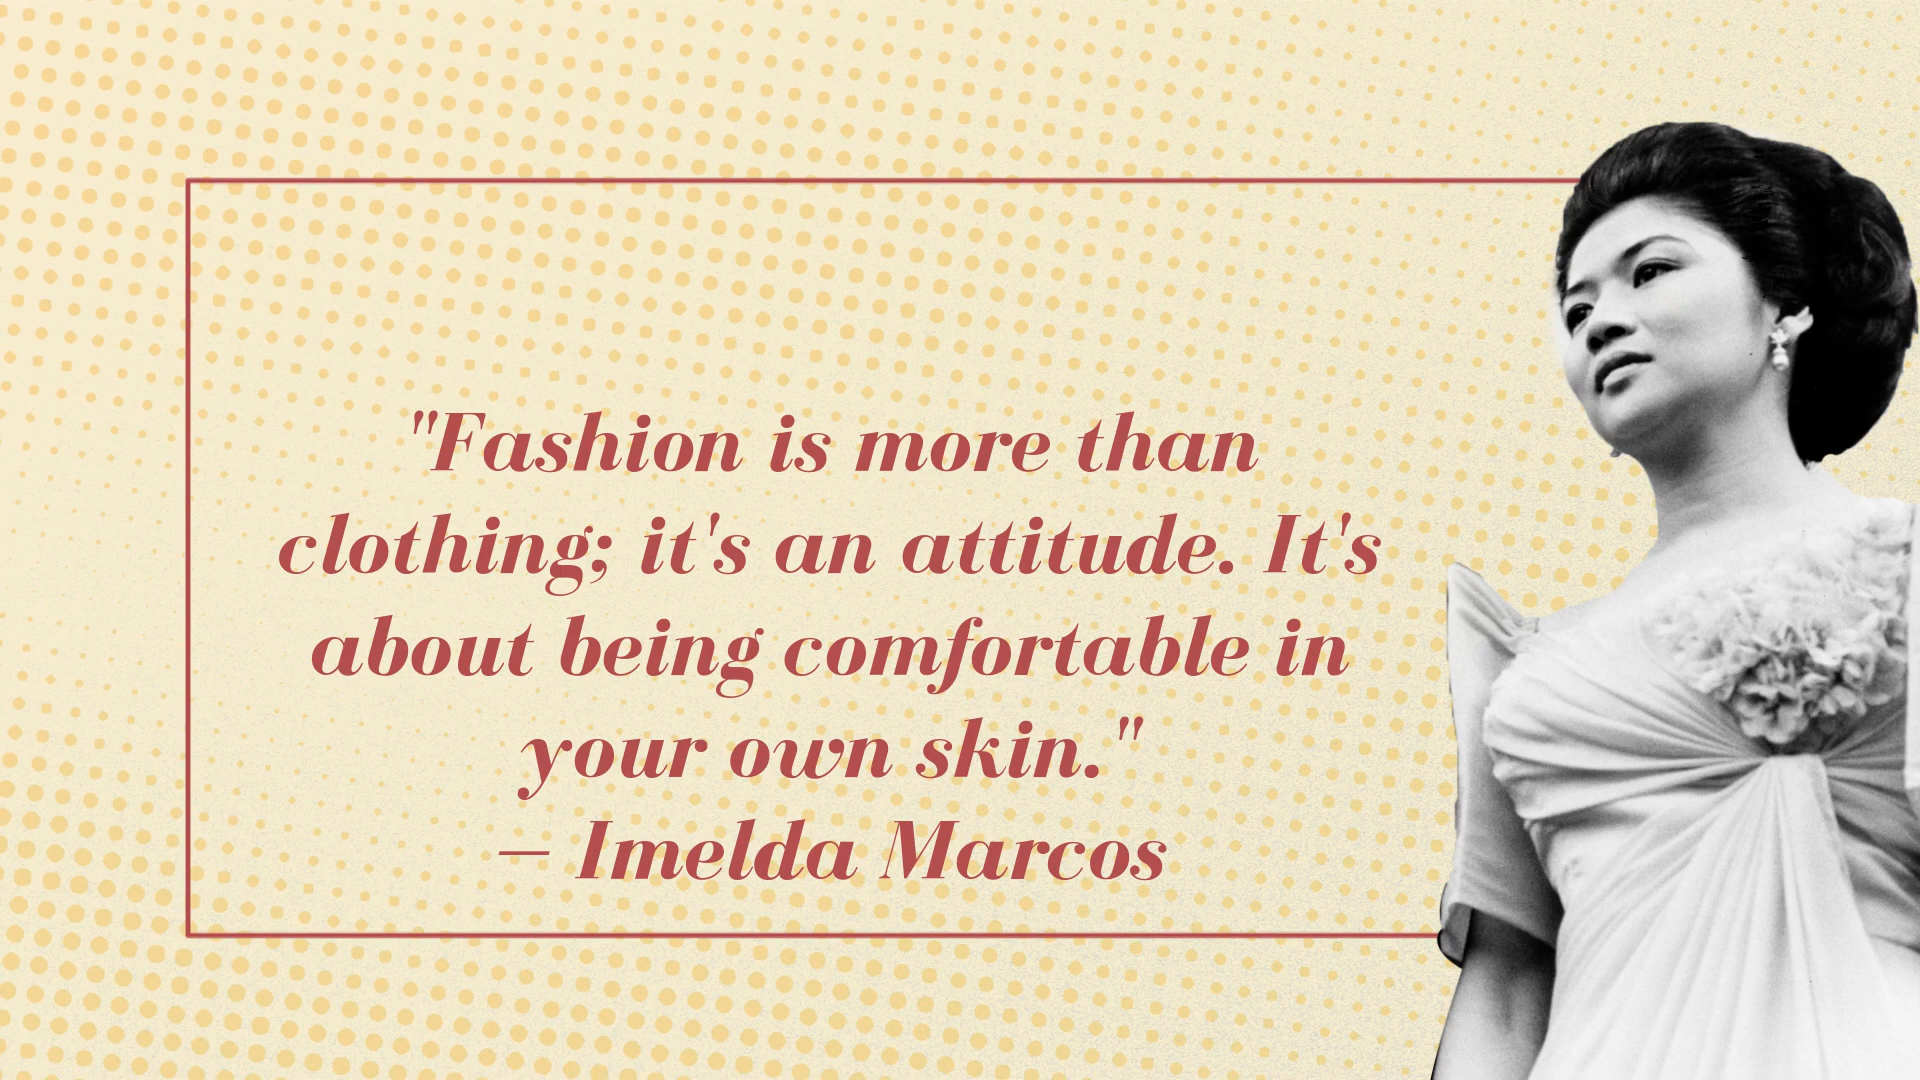 "Fashion is more than
clothing; it's an attitude. It's
about being comfortable in
your own skin."
— Imelda Marcos